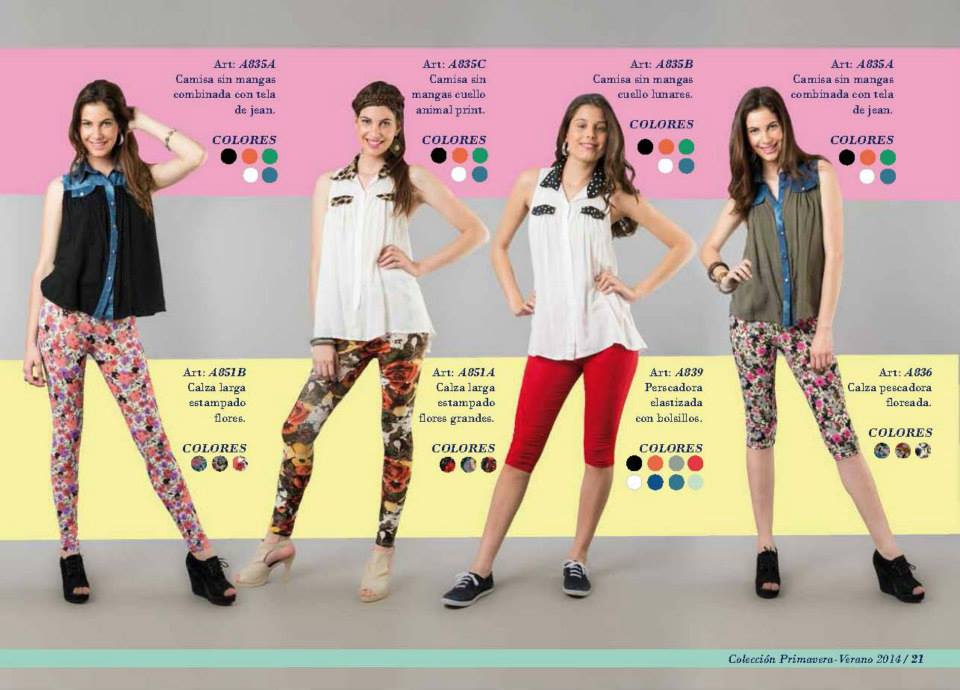 Art: A835A
Camisa sin mangas
combinada con tela
de jean.
COLORES
Art: A835C
Camisa sin
mangas cuello
animal print.
COLORES
Art: A835B
Camisa sin mangas
cuello lunares.
COLORES
Art: A835A
Camisa sin mangas
combinada con tela
de jean.
COLORES
Art: A851B
Calza larga
estampado
flores.
COLORES
Art: A851A
Calza larga
estampado
flores grandes.
COLORES
Art: A839
Perscadora
elastizada
con bolsillos.
COLORES
Art: A836
Calza pescadora
floreada.
COLORES
Colección Primavera-Verano 2014 / 21